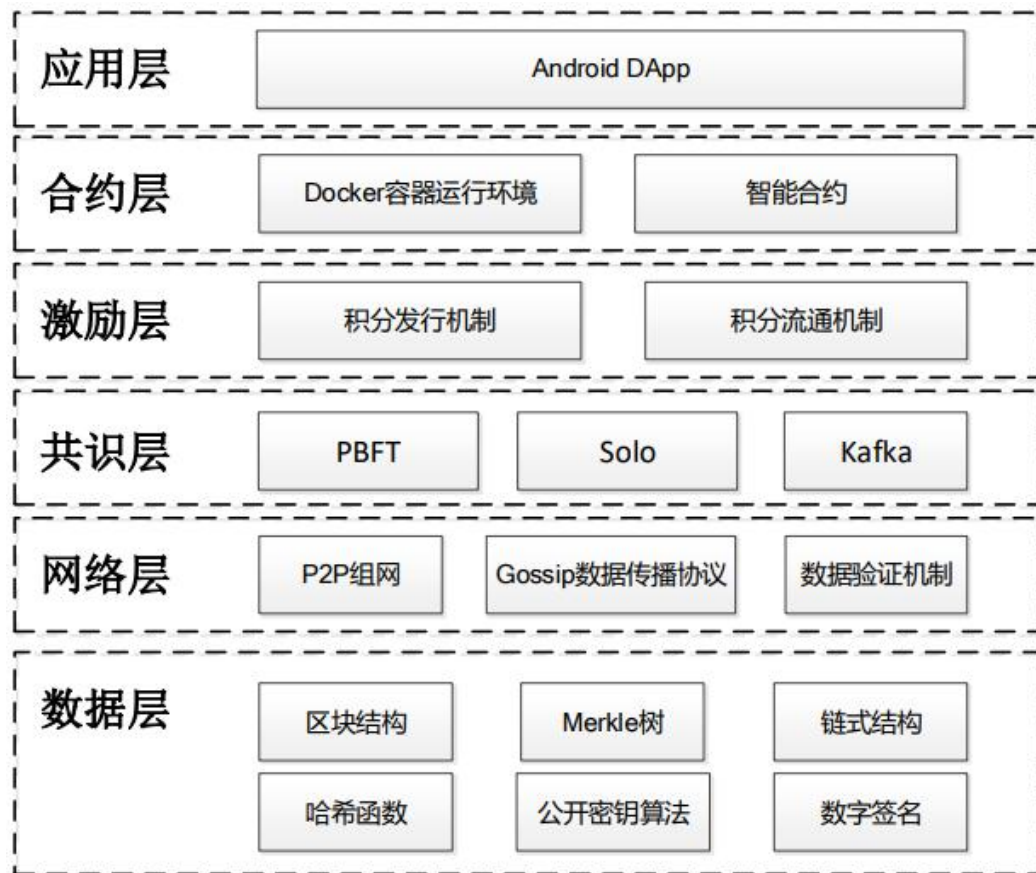 应用层
Android DApp
合约层
Docker容器运行环境
智能合约
激励层
积分发行机制
积分流通机制
共识层
PBFT
Solo
Kafka
网络层
P2P组网
Gossip数据传播协议
数据验证机制
数据层
区块结构
Merkle树
链式结构
哈希函数
公开密钥算法
数字签名